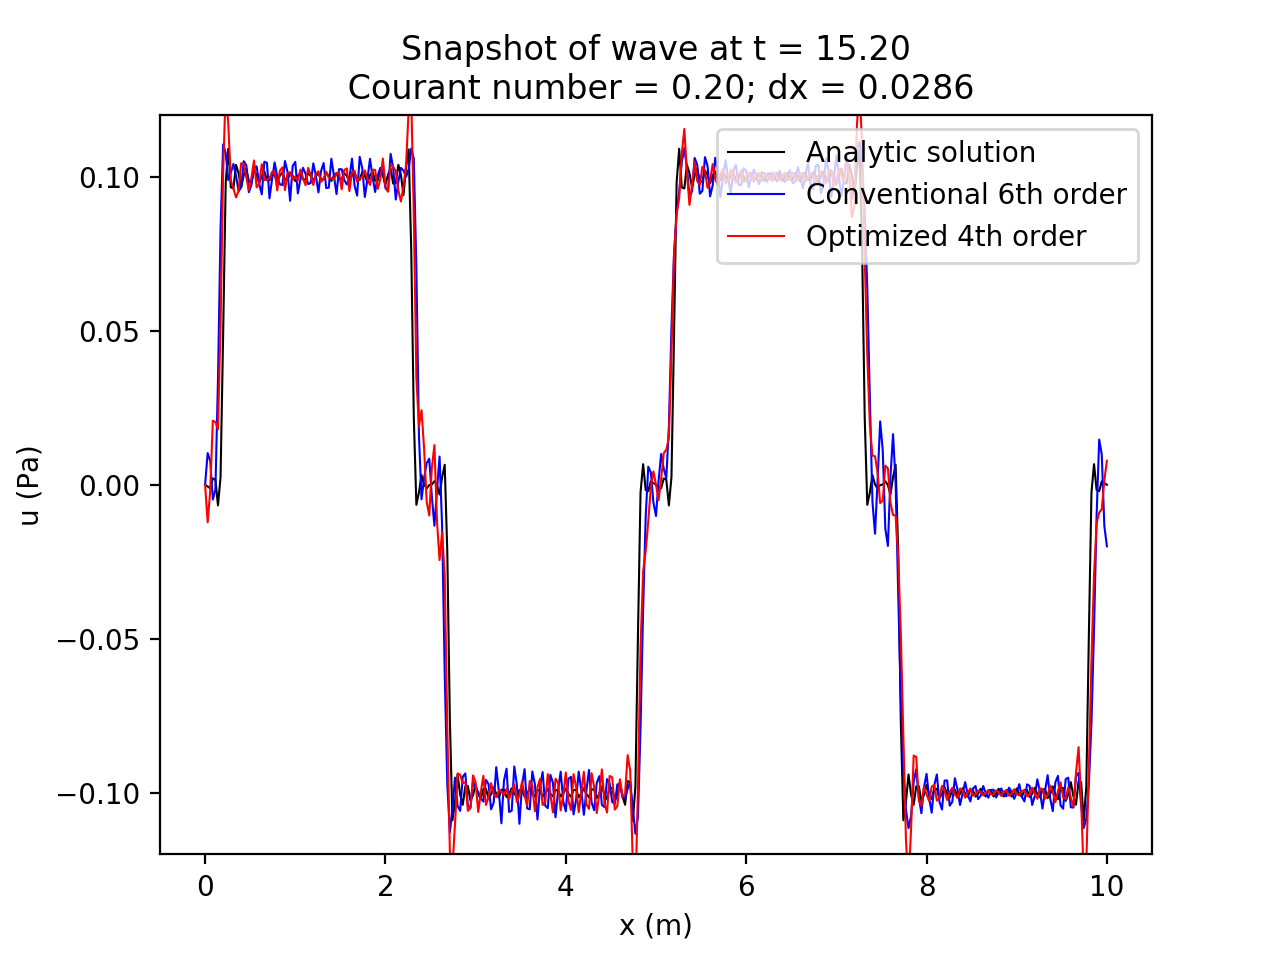 Snapshot of wave at t = 15.20
Courant number = 0.20; dx = 0.0286
Analytic solution
Conventional 6th order
Optimized 4th order
0.10
0.05
0.00
−0.05
−0.10
u (Pa)
0 2 4 6 8 10
x (m)